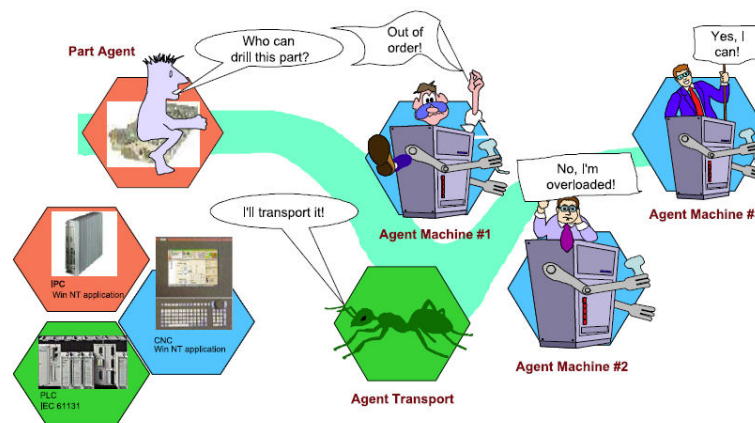 Part Agent
Who can
drill this part?
Out of
order!
Yes, I
can!
No, I'm
overloaded!
Agent Machine #1
Agent Machine #
I'll transport it!
IPC
Win NT application
CNC
Win NT application
Agent Machine #2
PLC
IEC 61131
Agent Transport